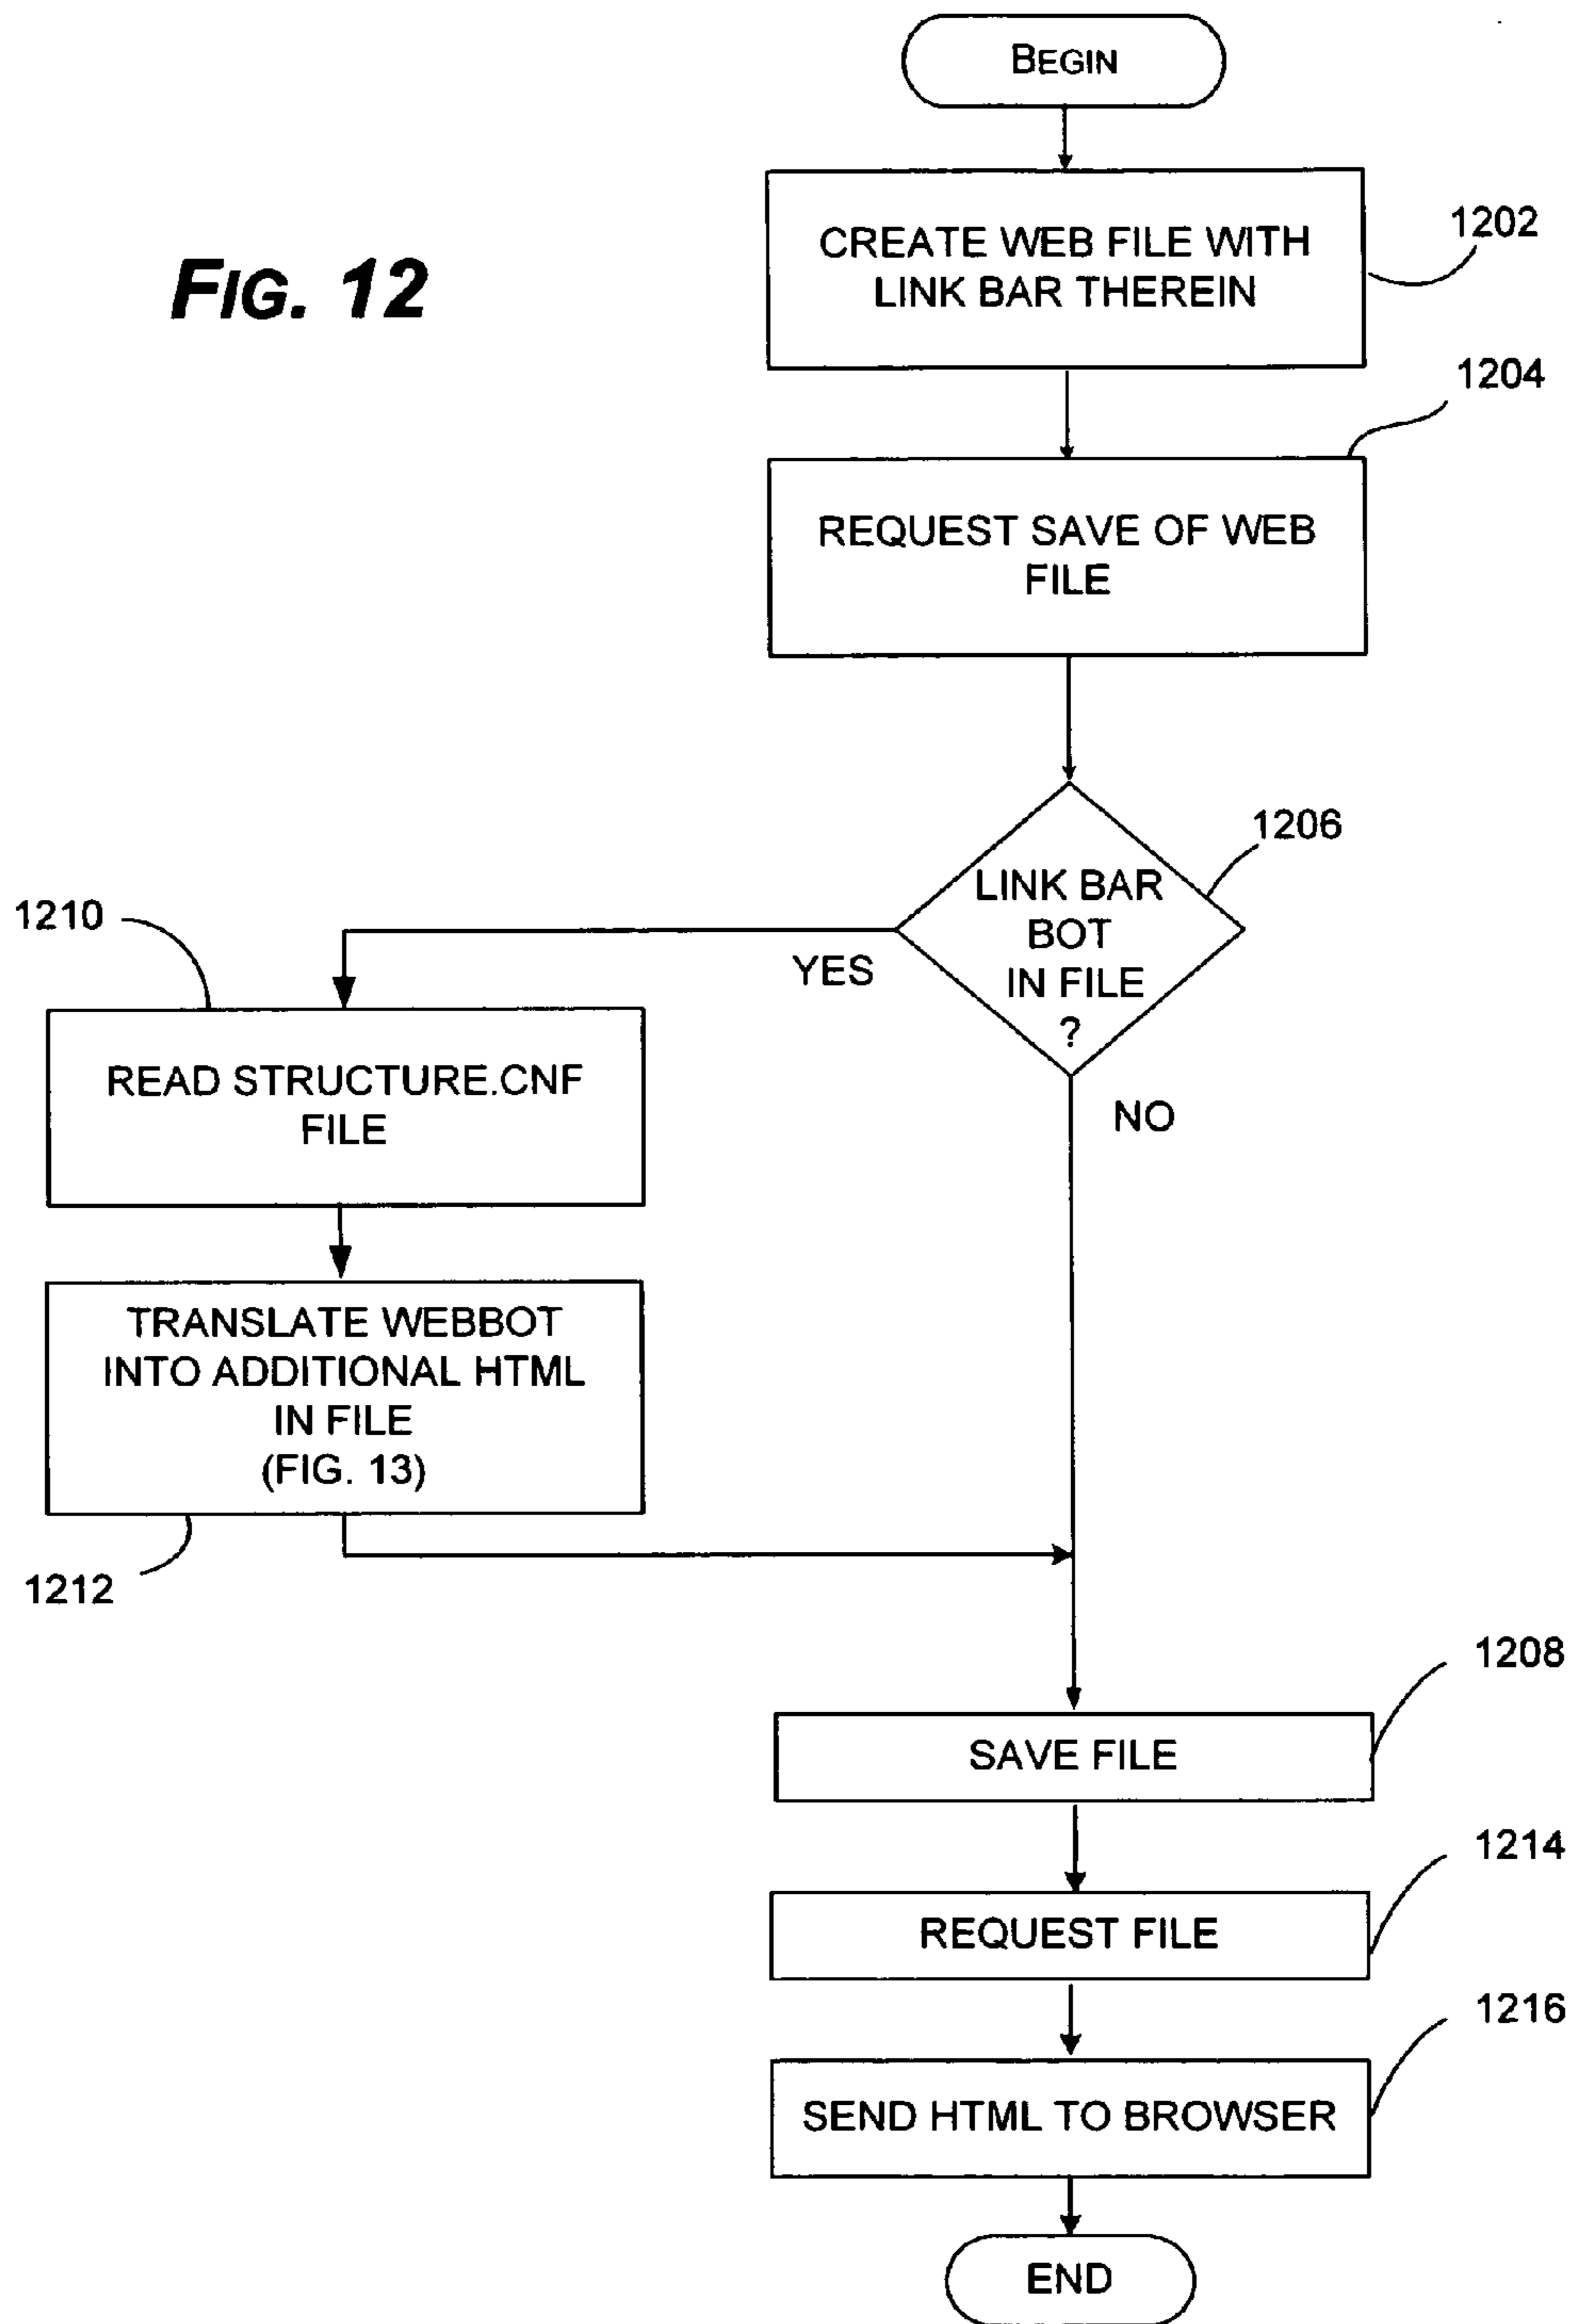 BEGIN
FIG. 12
CREATE WEB FILE WITH
LINK BAR THEREIN
1202
1204
REQUEST SAVE OF WEB
FILE
1206
LINK BAR
BOT
IN FILE
?
YES
NO
1210
READ STRUCTURE.CNF
FILE
TRANSLATE WEBBOT
INTO ADDITIONAL HTML
IN FILE
(FIG. 13)
1212
1208
SAVE FILE
1214
REQUEST FILE
1216
SEND HTML TO BROWSER
END